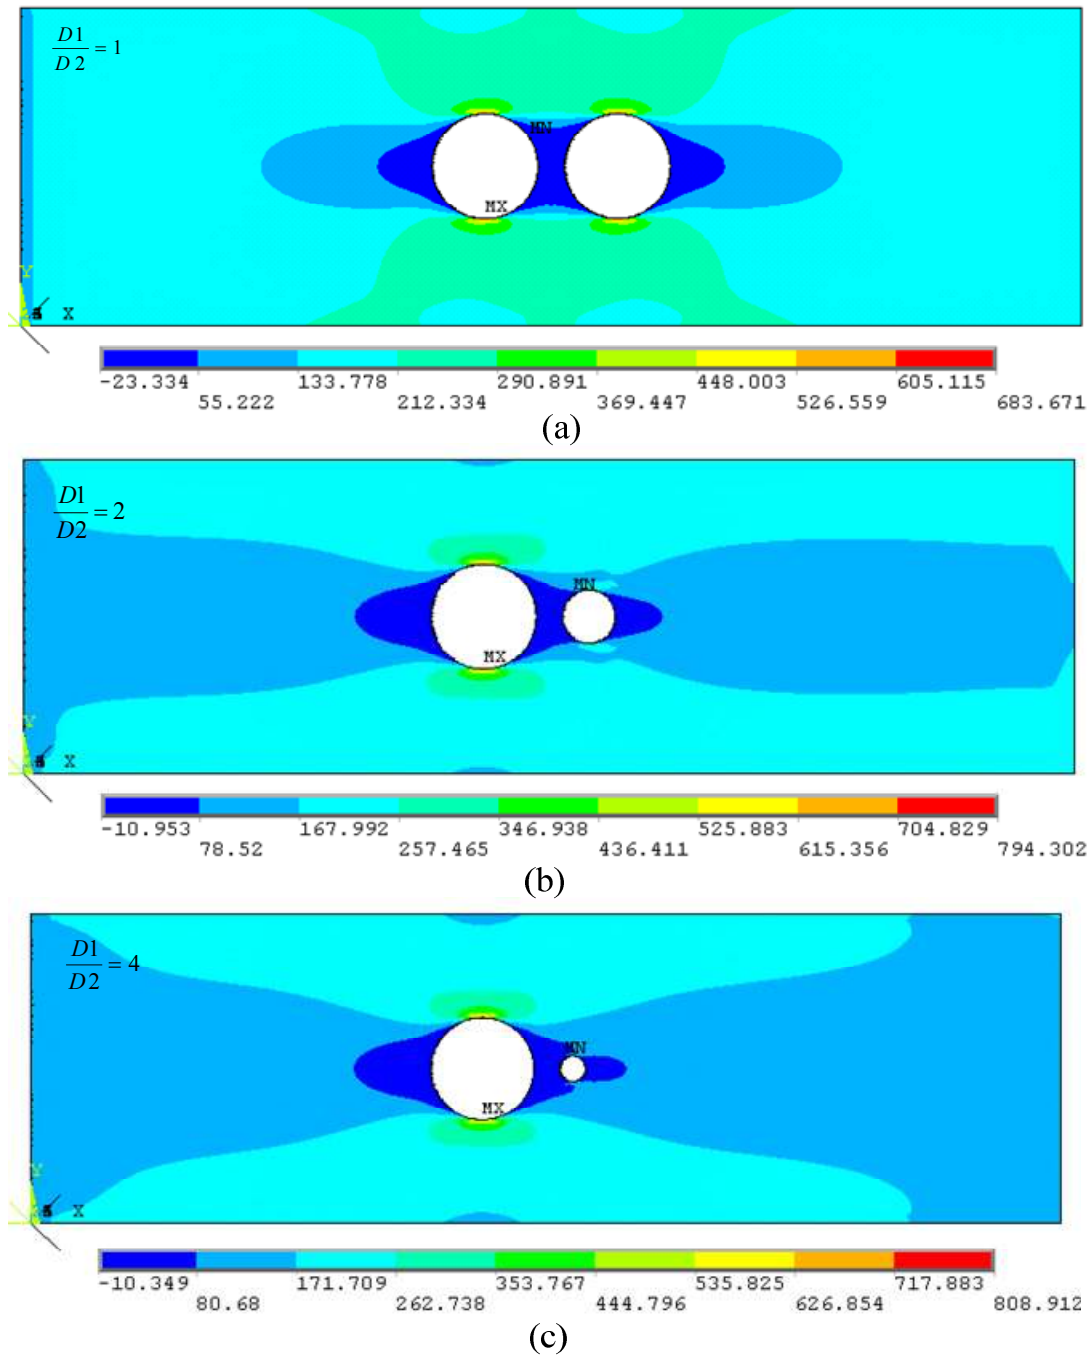 D1
D2 = 1
MN
MX
Y
X
-23.334 133.778 290.891 448.003 605.115
55.222 212.334 369.447 526.559 683.671
(a)
D1
D2 = 2
MN
MX
Y
X
-10.953 167.992 346.938 525.883 704.829
78.52 257.465 436.411 615.356 794.302
(b)
D1
D2 = 4
MN
MX
Y
X
-10.349 171.709 353.767 535.825 717.883
80.68 262.738 444.796 626.854 808.912
(c)